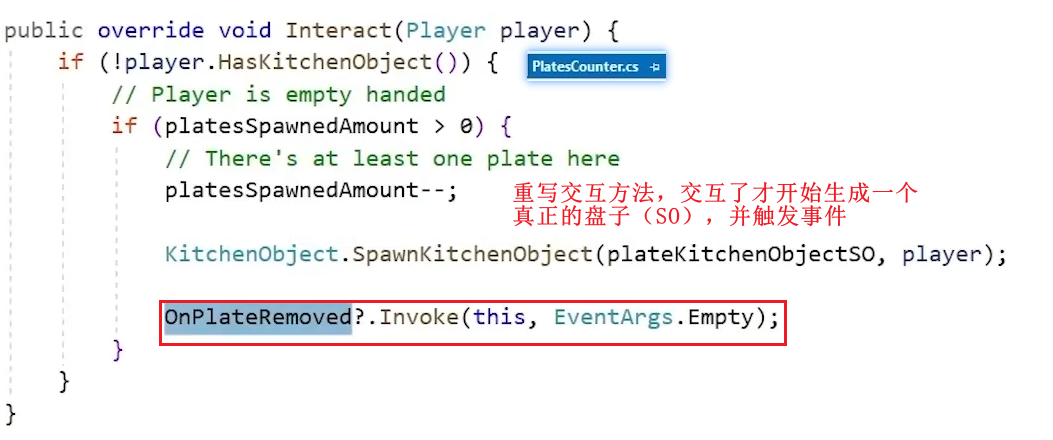 public override void Interact(Player player) {
if (!player.HasKitchenObject()) {
PlatesCounter.cs
// Player is empty handed
if (platesSpawnedAmount > 0) {
// There's at least one plate here
platesSpawnedAmount--;
重写交互方法，交互了才开始生成一个
真正的盘子（SO），并触发事件
KitchenObject.SpawnKitchenObject(plateKitchenObjectSO, player);
OnPlateRemoved?.Invoke(this, EventArgs.Empty);
}
}
}